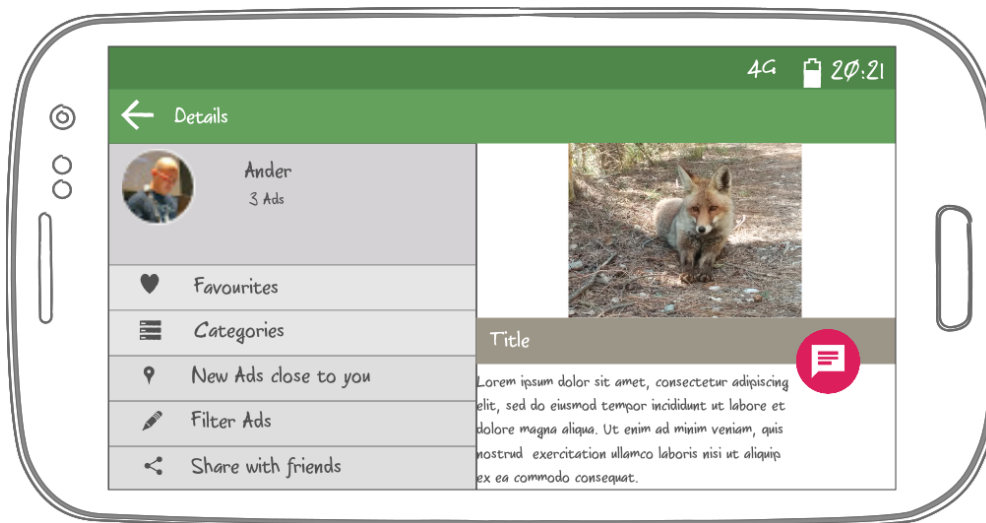 4G 20:21
Details
Ander
3 Ads
Favourites
Categories
New Ads close to you
Filter Ads
Share with friends
Title
Lorem ipsum dolor sit amet, consectetur adipiscing
elit, sed do eiusmod tempor incididunt ut labore et
dolore magna aliqua. Ut enim ad minim veniam, quis
nostrud exercitation ullamco laboris nisi ut aliquip
ex ea commodo consequat.